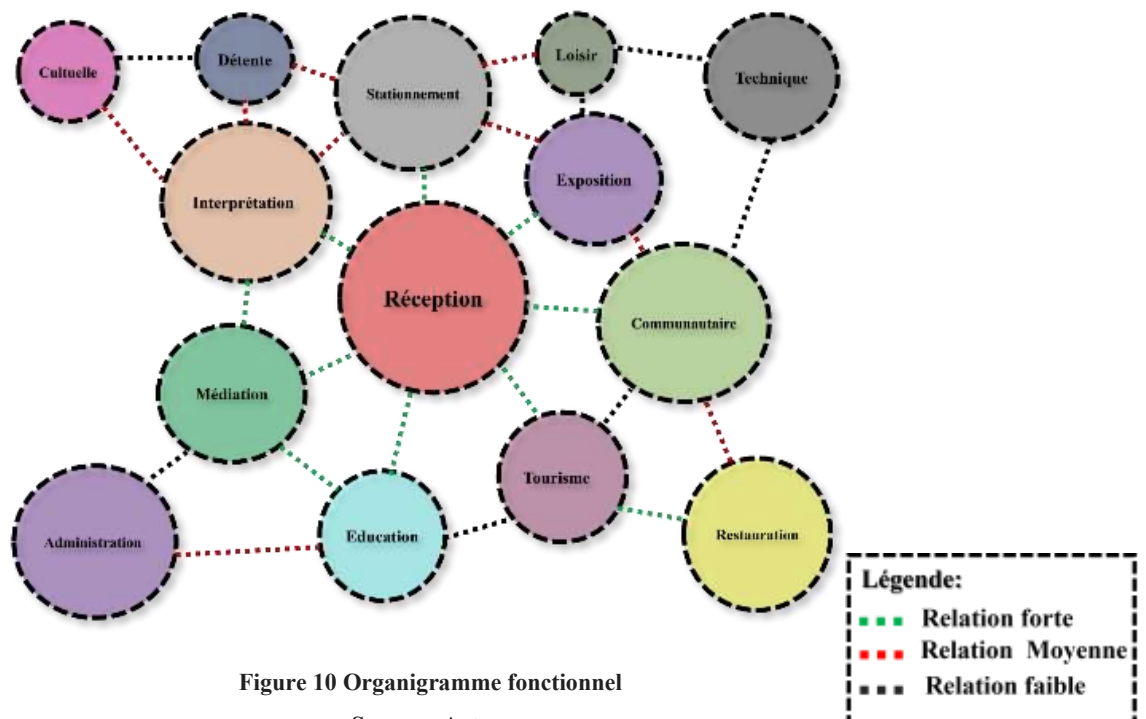 Cultuelle
Détente
Stationnement
Loisir
Technique
Interprétation
Exposition
Réception
Communautaire
Médiation
Tourisme
Administration
Education
Restauration
Légende:
Relation forte
Relation Moyenne
Relation faible
Figure 10 Organigramme fonctionnel